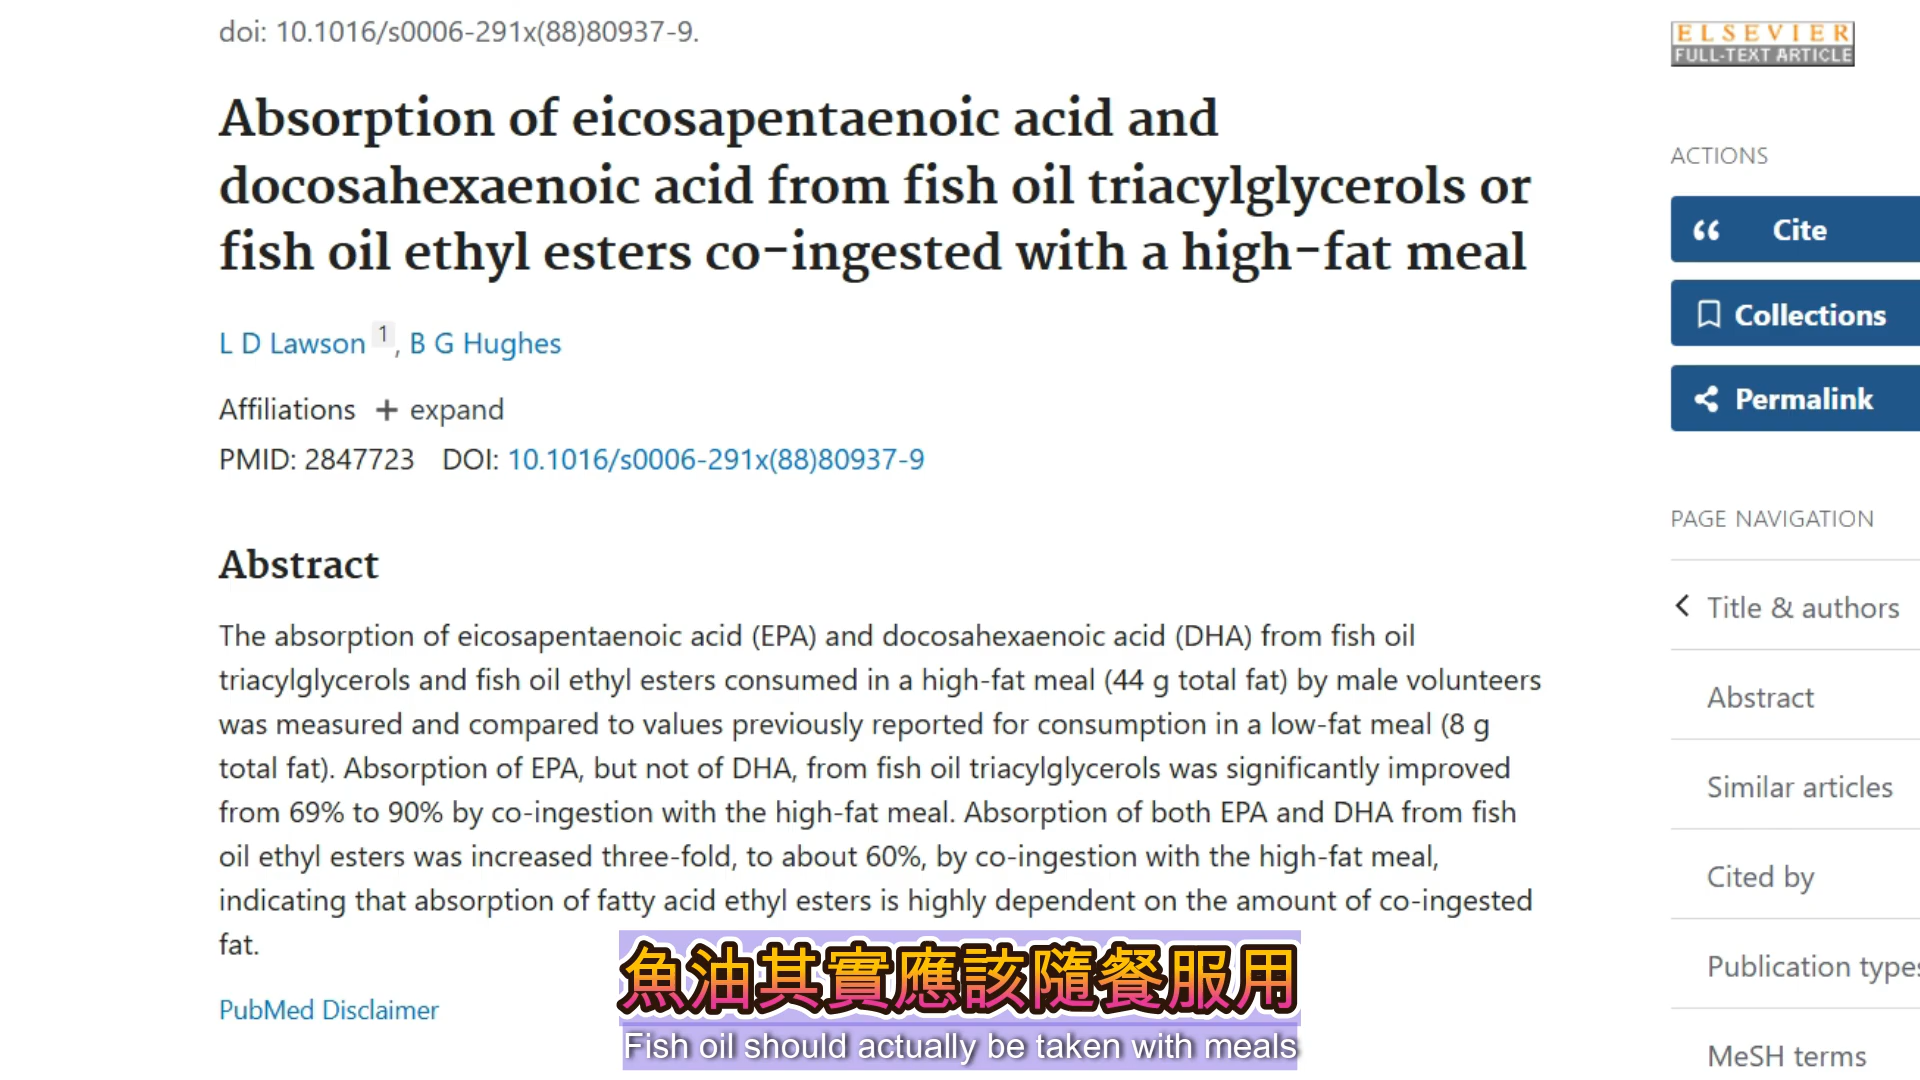 doi: 10.1016/s0006-291x(88)80937-9.
Absorption of eicosapentaenoic acid and
docosahexaenoic acid from fish oil triacylglycerols or
fish oil ethyl esters co-ingested with a high-fat meal
L D Lawson 1, B G Hughes
Affiliations + expand
PMID: 2847723 DOI: 10.1016/s0006-291x(88)80937-9
Abstract
The absorption of eicosapentaenoic acid (EPA) and docosahexaenoic acid (DHA) from fish oil
triacylglycerols and fish oil ethyl esters consumed in a high-fat meal (44 g total fat) by male volunteers
was measured and compared to values previously reported for consumption in a low-fat meal (8 g
total fat). Absorption of EPA, but not of DHA, from fish oil triacylglycerols was significantly improved
from 69% to 90% by co-ingestion with the high-fat meal. Absorption of both EPA and DHA from fish
oil ethyl esters was increased three-fold, to about 60%, by co-ingestion with the high-fat meal,
indicating that absorption of fatty acid ethyl esters is highly dependent on the amount of co-ingested
fat.
PubMed Disclaimer
魚油其實應該隨餐服用
Fish oil should actually be taken with meals
ELSEVIER
FULL-TEXT ARTICLE
ACTIONS
Cite
Collections
Permalink
PAGE NAVIGATION
Title & authors
Abstract
Similar articles
Cited by
Publication types
MeSH terms